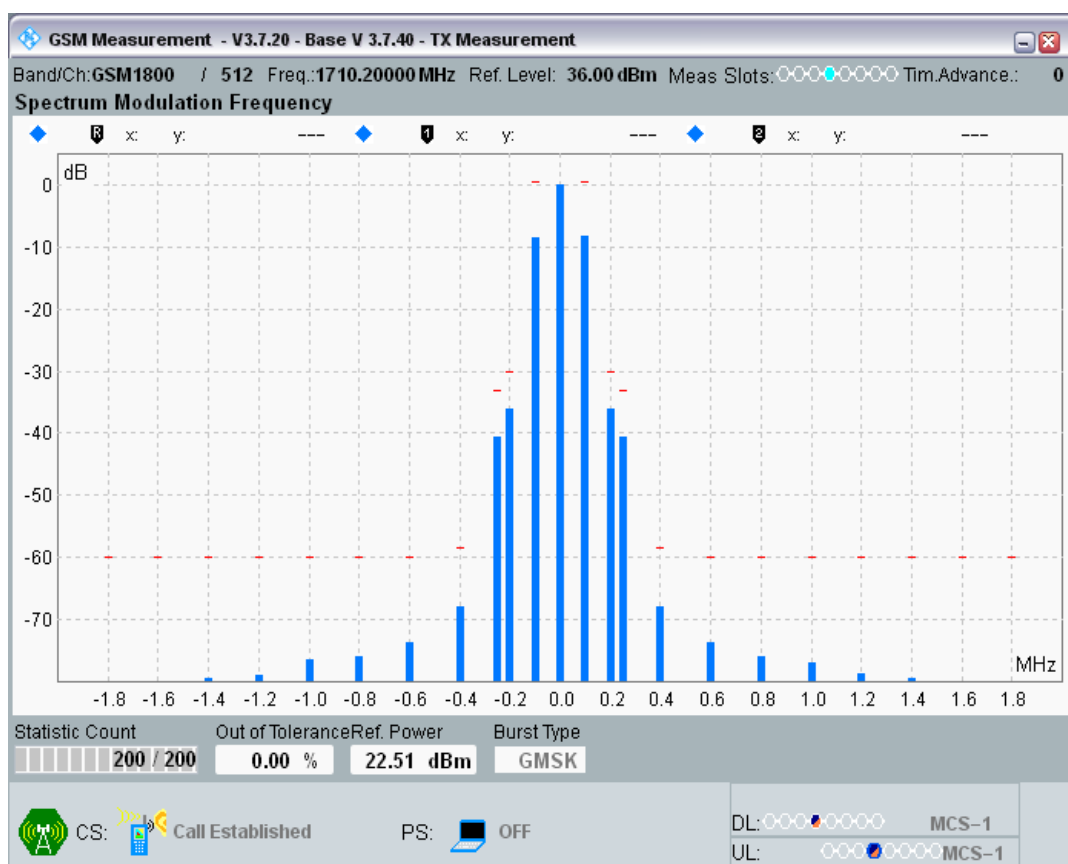 GSM Measurement - V3.7.20 - Base V 3.7.40 - TX Measurement
Band/Ch:GSM1800 / 512 Freq.:1710.20000 MHz Ref. Level: 36.00 dBm Meas Slots: Tim.Advance.: 0
Spectrum Modulation Frequency
R x: y: --- 1 x: y: --- 2 x: y: ---
dB
0
-10
-20
-30
-40
-50
-60
-70
MHz
-1.8 -1.6 -1.4 -1.2 -1.0 -0.8 -0.6 -0.4 -0.2 0.0 0.2 0.4 0.6 0.8 1.0 1.2 1.4 1.6 1.8
Statistic Count Out of Tolerance Ref. Power Burst Type
200 / 200 0.00 % 22.51 dBm GMSK
CS: Call Established PS: OFF
DL: MCS-1
UL: MCS-1